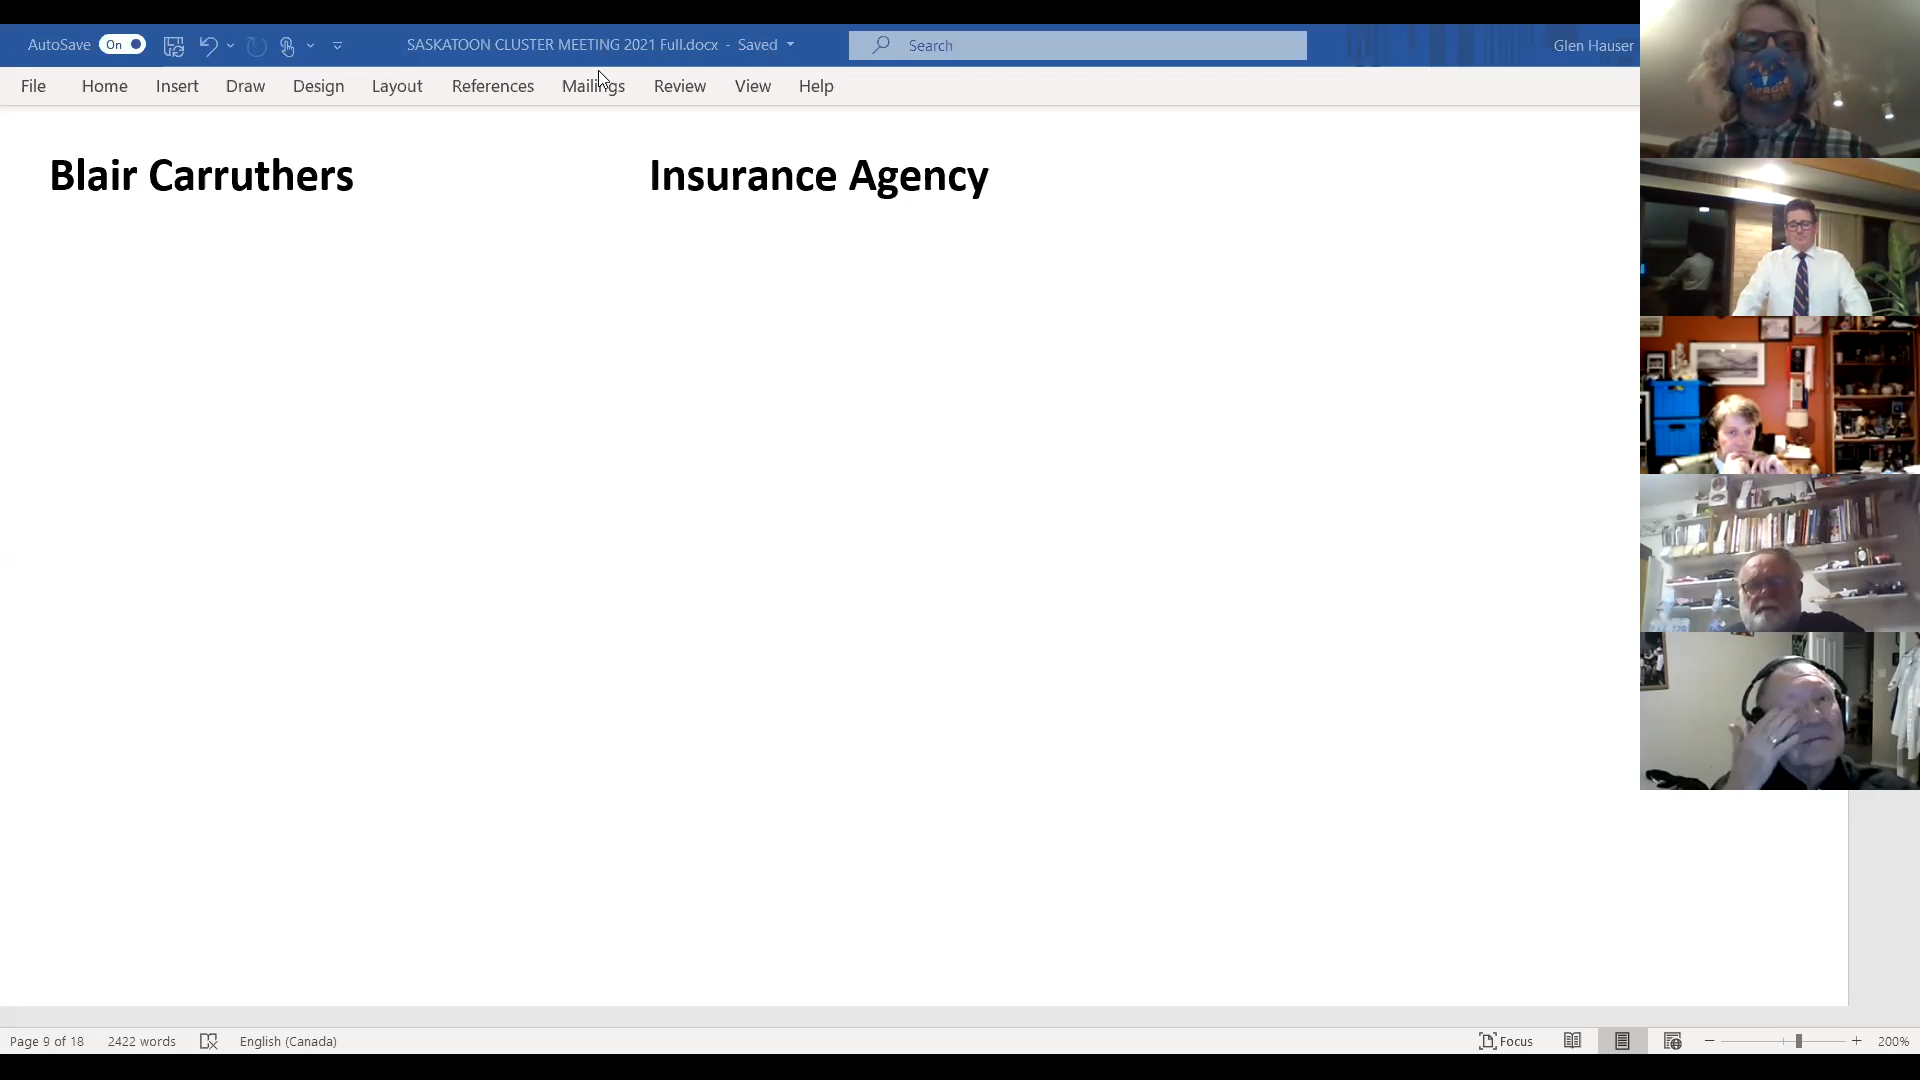 AutoSave On SASKATOON CLUSTER MEETING 2021 Full.docx - Saved Search Glen Hauser
File Home Insert Draw Design Layout References Mailings Review View Help
Blair Carruthers Insurance Agency
Page 9 of 18 2422 words English (Canada) Focus 200%